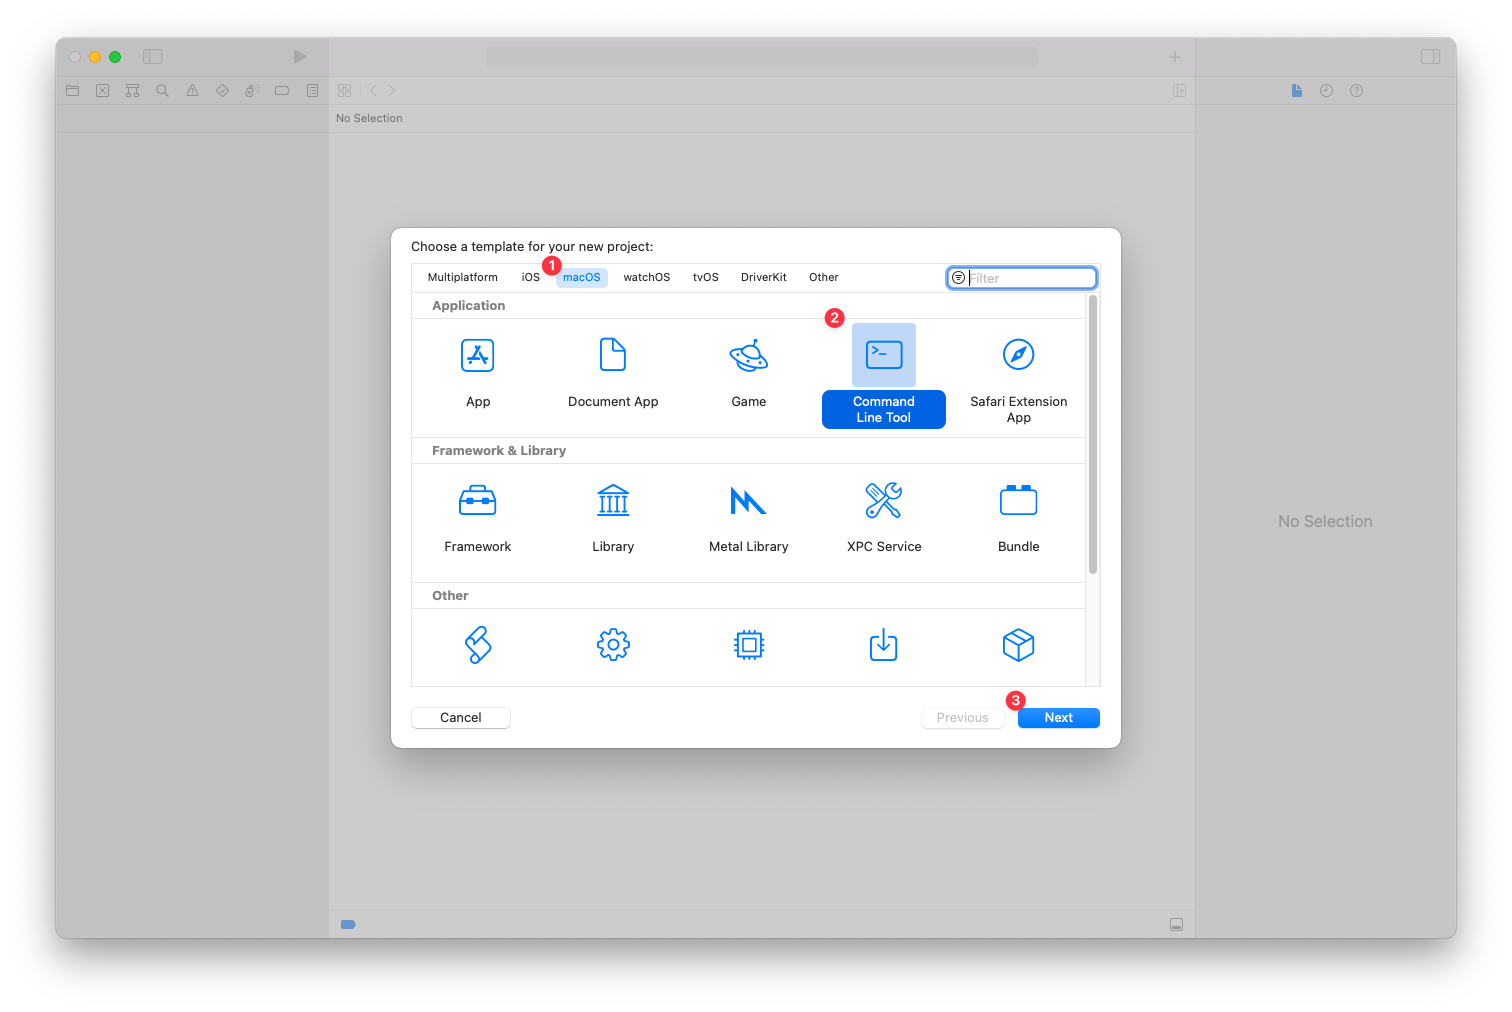 No Selection
Choose a template for your new project:
1
Multiplatform iOS macOS watchOS tvOS DriverKit Other Filter
Application
2
App Document App Game Command Line Tool Safari Extension App
Framework & Library
Framework Library Metal Library XPC Service Bundle
Other
3
Cancel Previous Next
No Selection